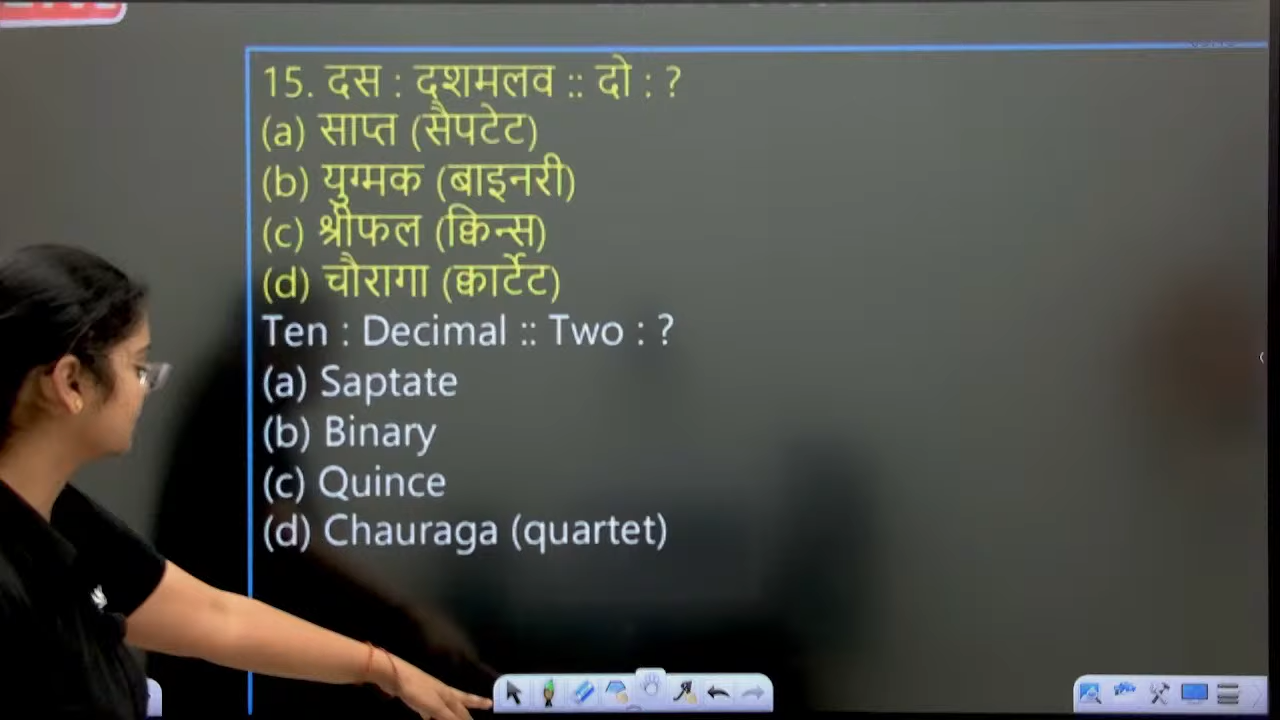 15. दस : दशमलव :: दो : ?
(a) साप्त (सैपटेट)
(b) युग्मक (बाइनरी)
(c) श्रीफल (क्विन्स)
(d) चौरागा (क्वार्टेट)
Ten : Decimal :: Two : ?
(a) Saptate
(b) Binary
(c) Quince
(d) Chauraga (quartet)